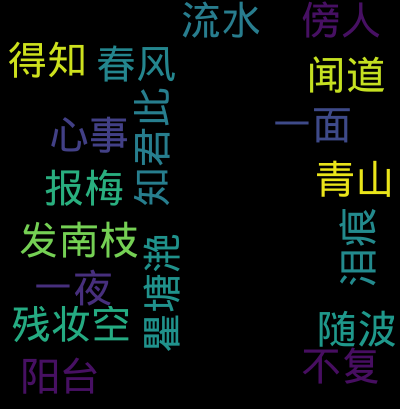 流水
傍人
得知
春风
闻道
知君此
心事
一面
报梅
青山
发南枝
泪痕
瞿塘滟
一夜
残妆空
随波
不复
阳台